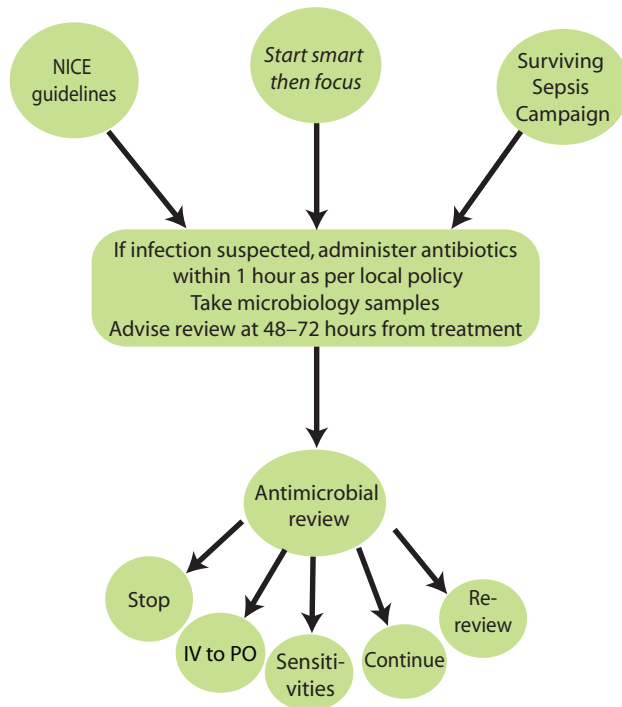 NICE
guidelines
Start smart
then focus
Surviving
Sepsis
Campaign
If infection suspected, administer antibiotics
within 1 hour as per local policy
Take microbiology samples
Advise review at 48–72 hours from treatment
Antimicrobial
review
Stop
IV to PO
Sensiti-
vities
Continue
Re-
review